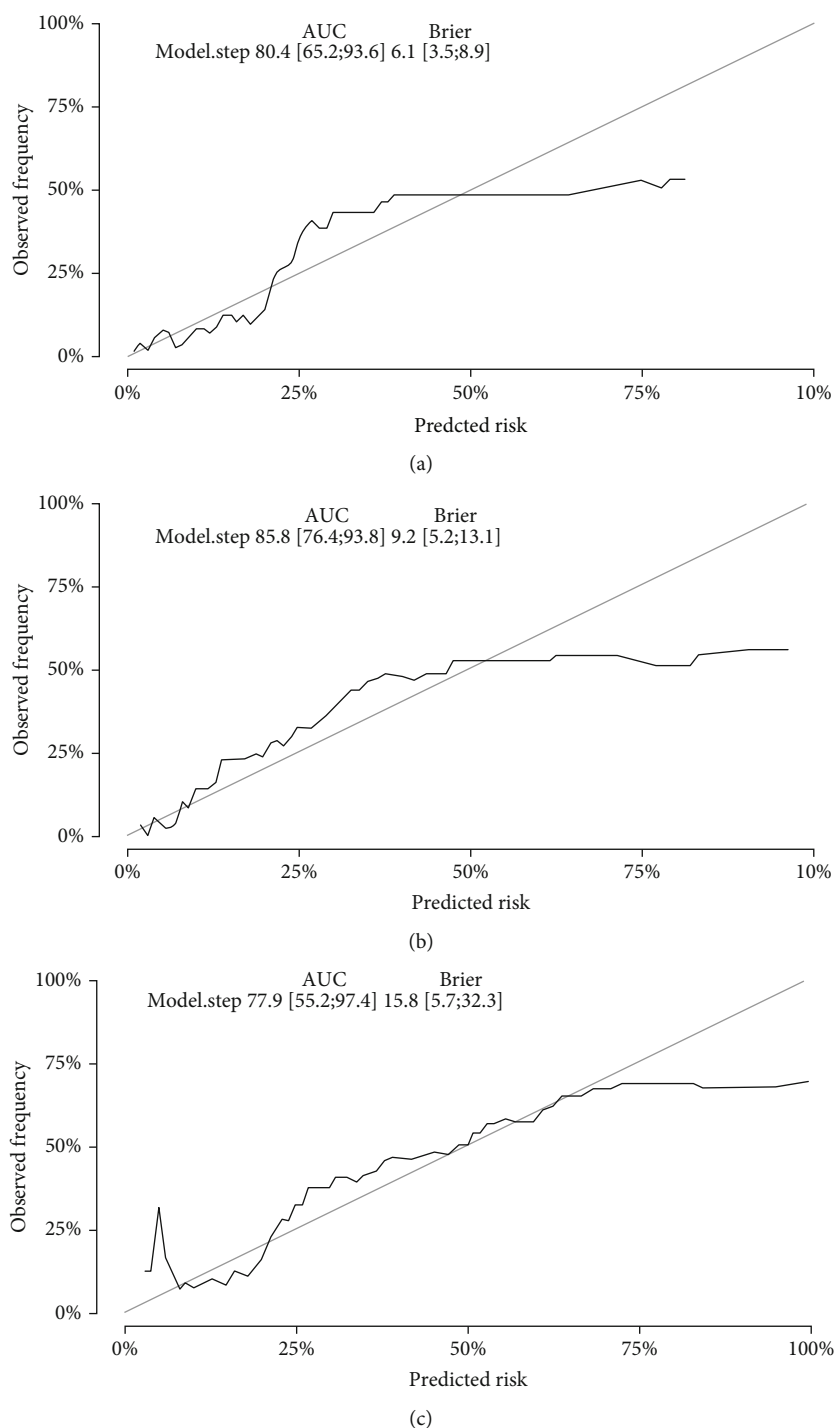 100%
AUC Brier
Model.step 80.4 [65.2;93.6] 6.1 [3.5;8.9]
75%
50%
25%
0%
Observed frequency
0% 25% 50% 75% 10%
Predcted risk
(a)
100%
AUC Brier
Model.step 85.8 [76.4;93.8] 9.2 [5.2;13.1]
75%
50%
25%
0%
Observed frequency
0% 25% 50% 75% 10%
Predicted risk
(b)
100%
AUC Brier
Model.step 77.9 [55.2;97.4] 15.8 [5.7;32.3]
75%
50%
25%
0%
Observed frequency
0% 25% 50% 75% 100%
Predicted risk
(c)